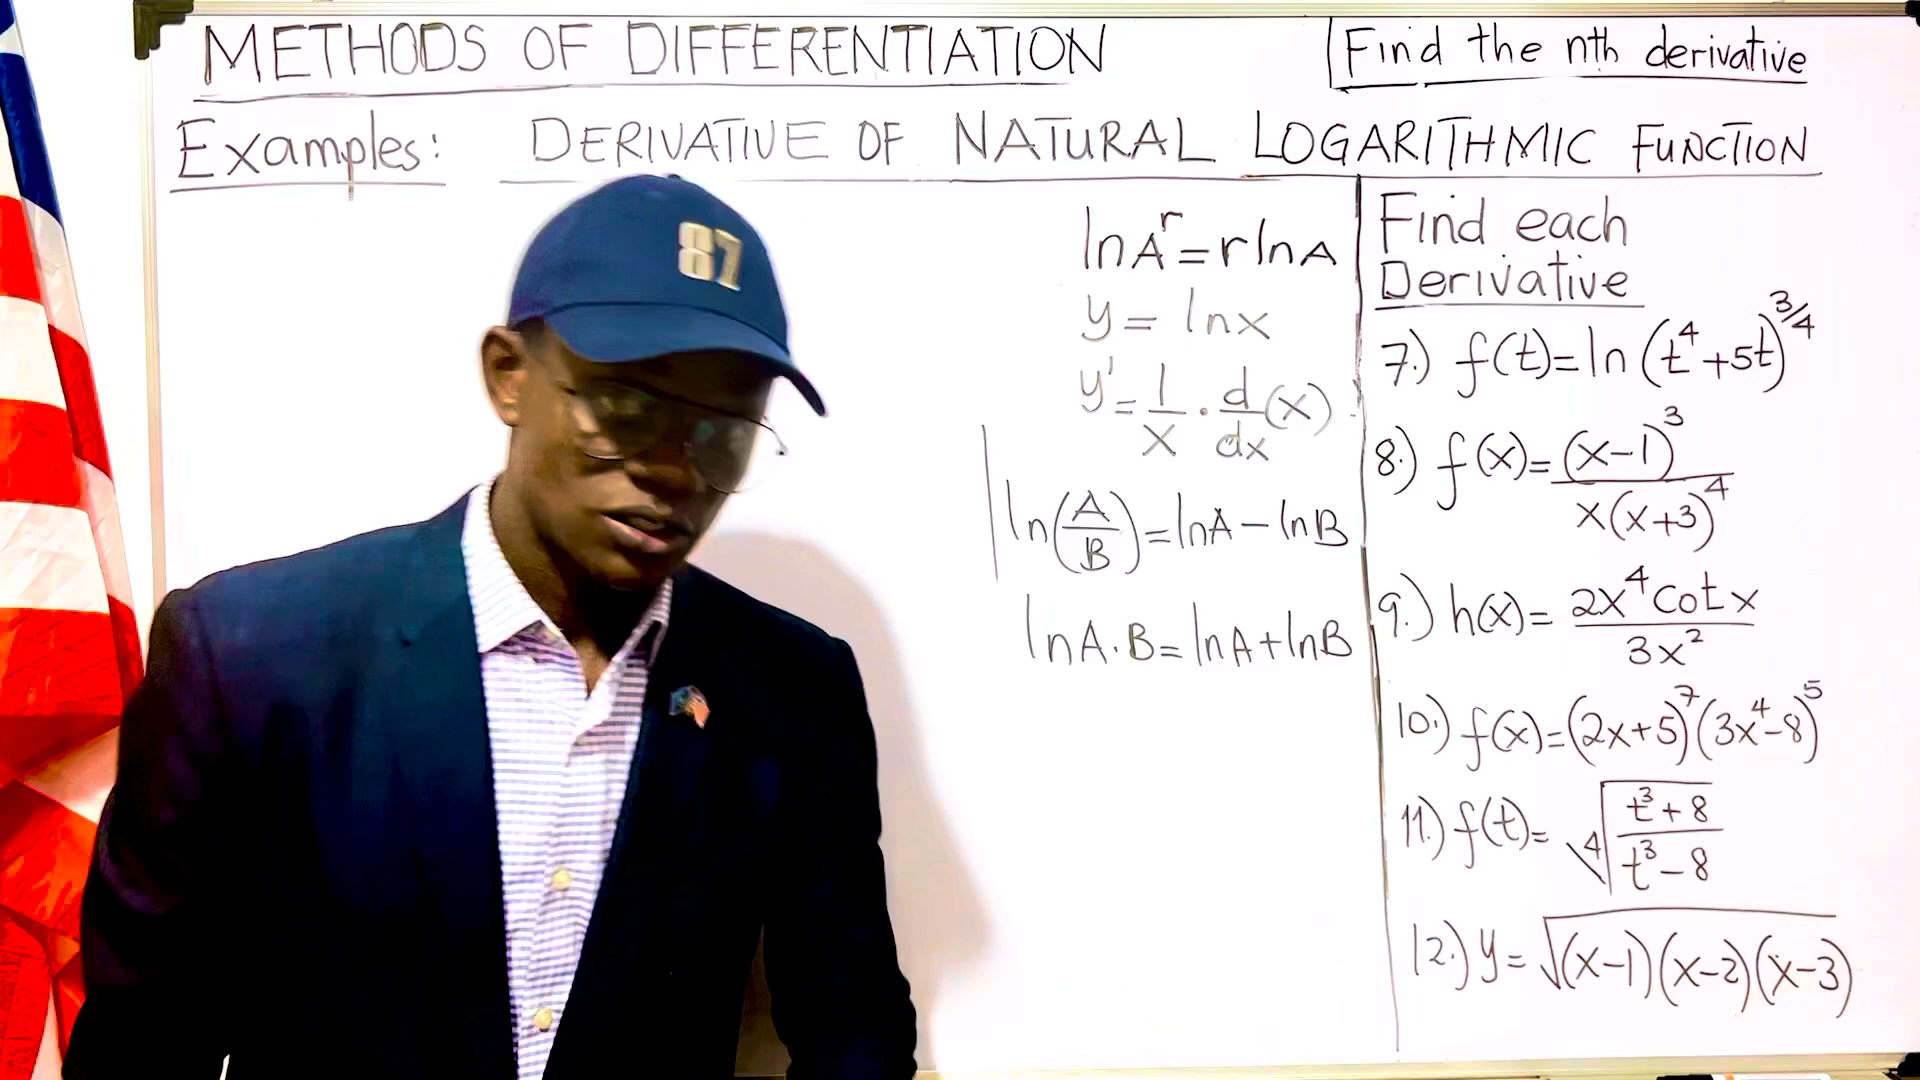 METHODS OF DIFFERENTIATION
Find the nth derivative
Examples: DERIVATIVE OF NATURAL LOGARITHMIC FUNCTION
87
ln A^r = r ln A
y = ln x
y' = 1/x · d/dx (x)
ln(A/B) = ln A − ln B
ln A·B = ln A + ln B
Find each
Derivative
7.) f(t) = ln (t^4 + 5t)^3/4
8.) f(x) = (x−1)^3 / x(x+3)^4
9.) h(x) = 2x^4 cot x / 3x^2
10.) f(x) = (2x+5)^7 (3x^4−8)^5
11.) f(t) = ⁴√(t^3 + 8 / t^3 − 8)
12.) y = √(x−1)(x−2)(x−3)